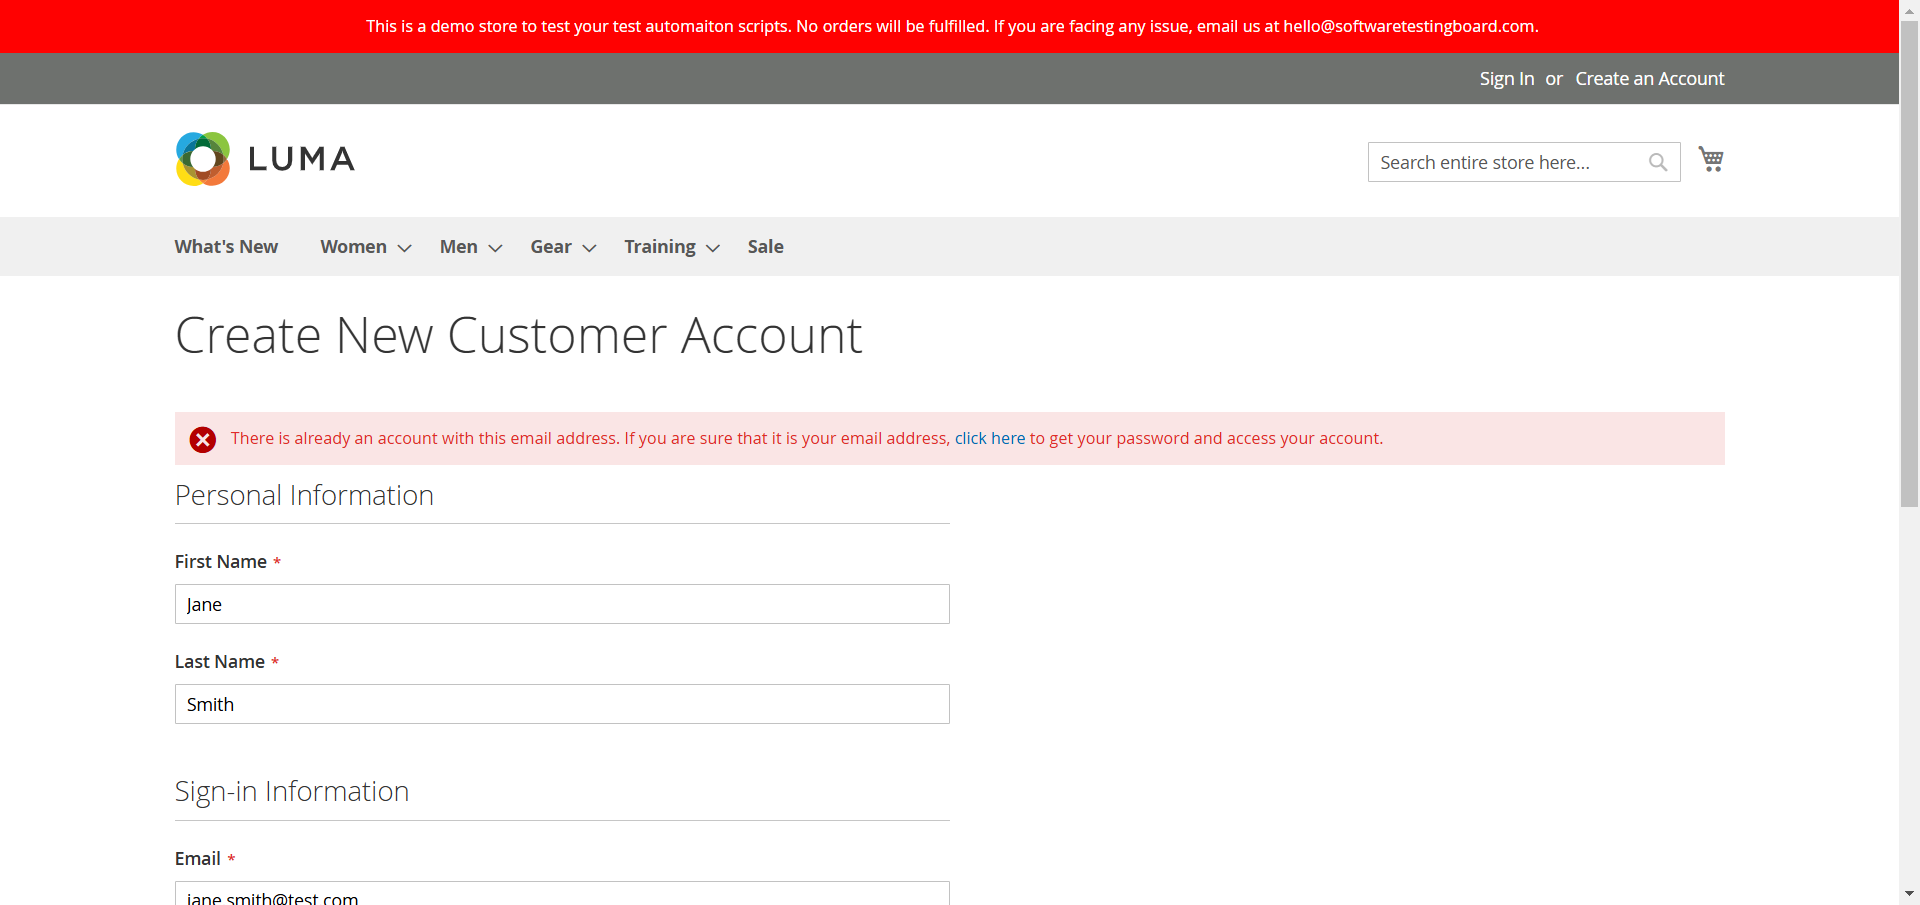 This is a demo store to test your test automaiton scripts. No orders will be fulfilled. If you are facing any issue, email us at hello@softwaretestingboard.com.
Sign In or Create an Account
LUMA
Search entire store here...
What's New Women Men Gear Training Sale
Create New Customer Account
There is already an account with this email address. If you are sure that it is your email address, click here to get your password and access your account.
Personal Information
First Name *
Jane
Last Name *
Smith
Sign-in Information
Email *
jane.smith@test.com